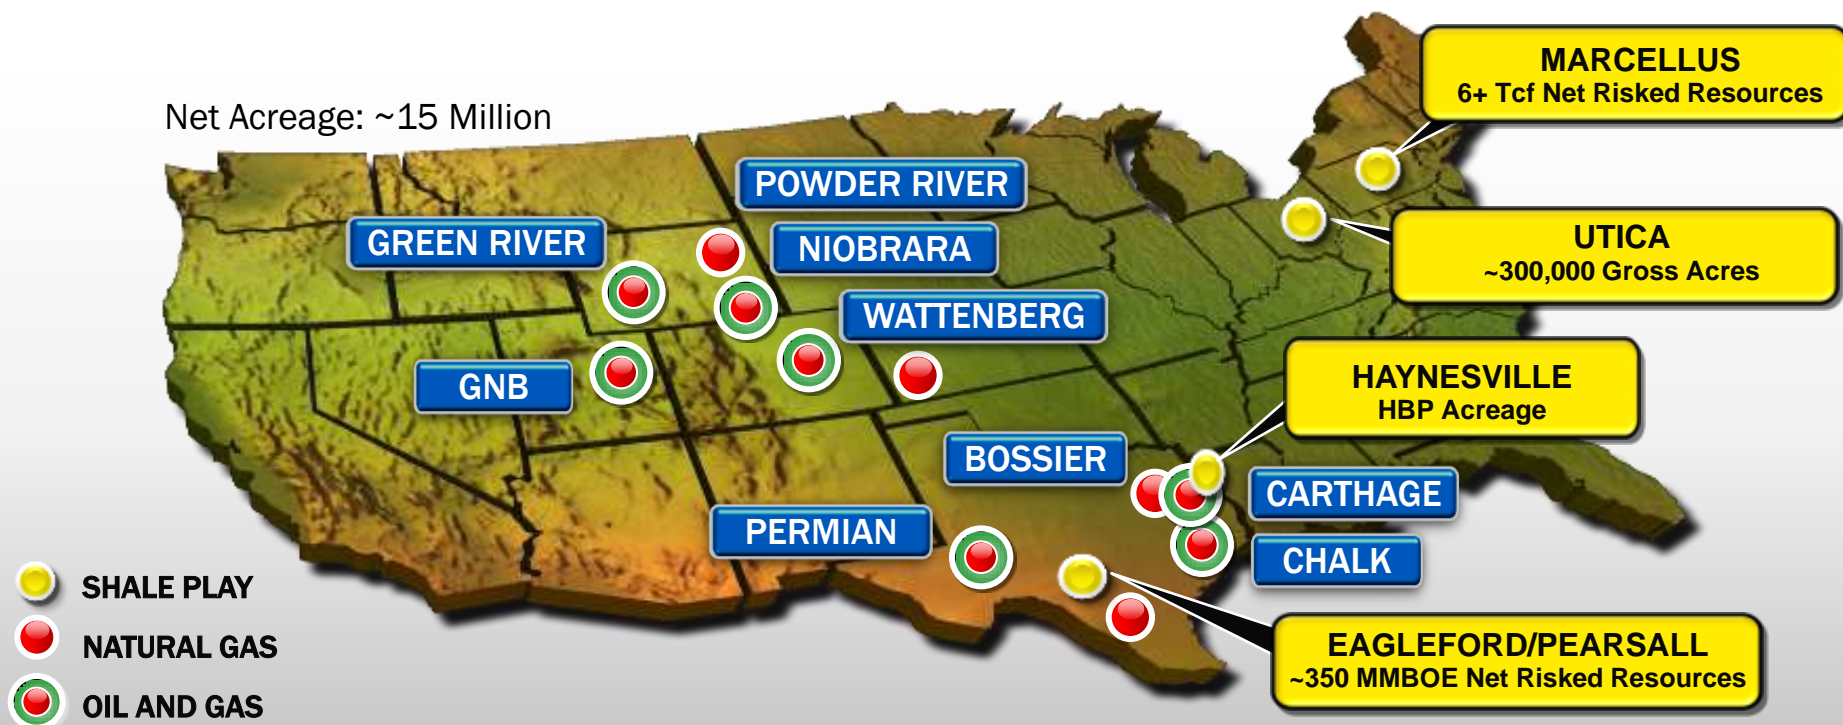 MARCELLUS
6+ Tcf Net Risked Resources
Net Acreage: ~15 Million
POWDER RIVER
GREEN RIVER
NIOBRARA
UTICA
~300,000 Gross Acres
WATTENBERG
GNB
HAYNESVILLE
HBP Acreage
BOSSIER
CARTHAGE
PERMIAN
CHALK
SHALE PLAY
NATURAL GAS
OIL AND GAS
EAGLEFORD/PEARSALL
~350 MMBOE Net Risked Resources